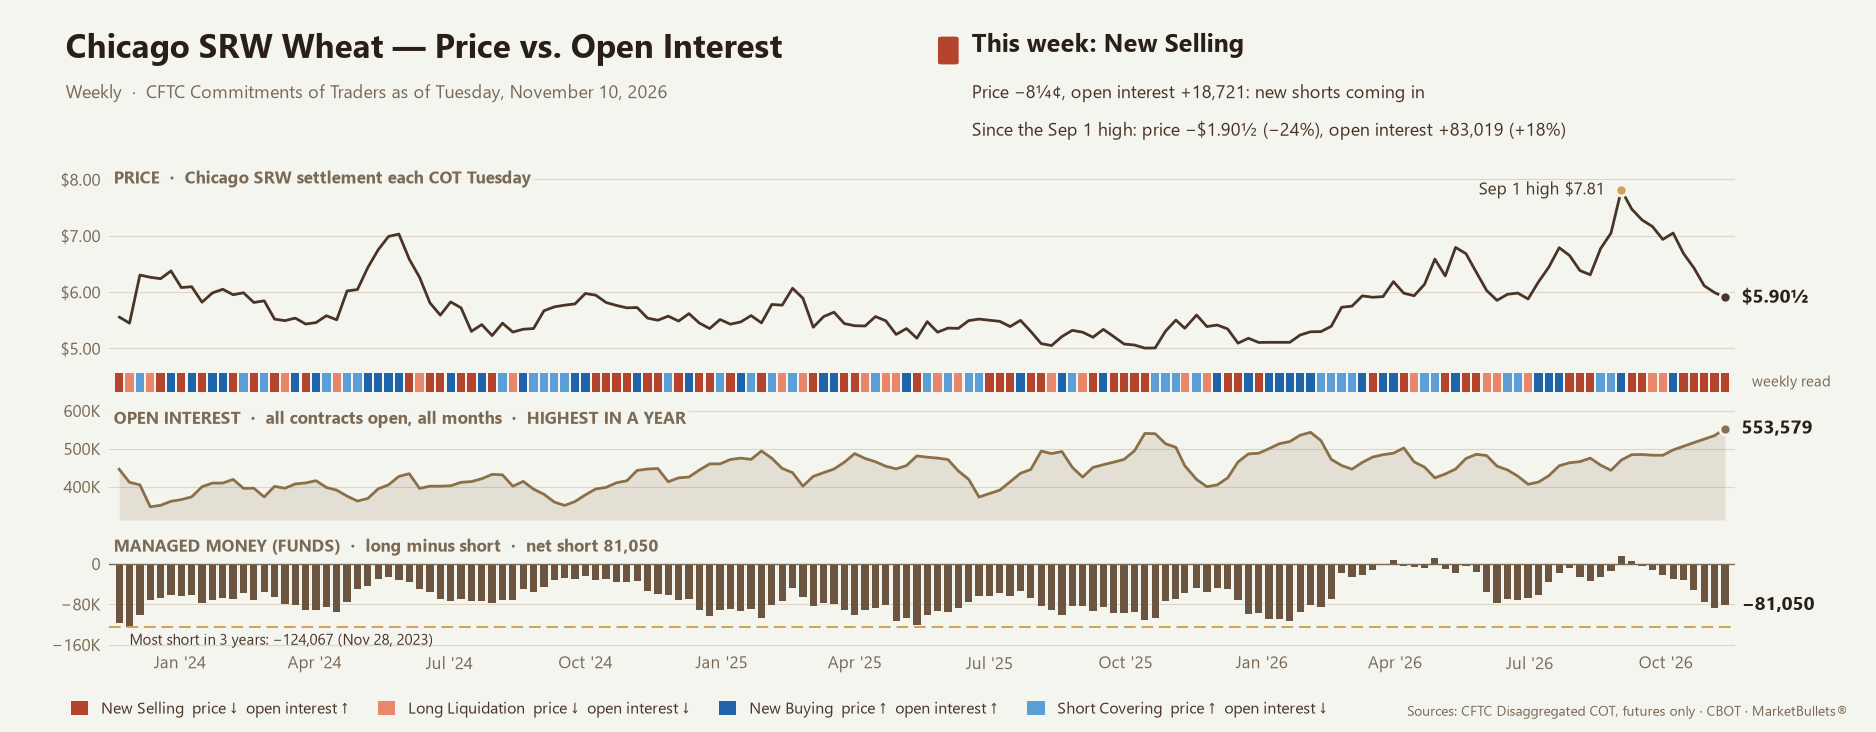 Chicago SRW Wheat — Price vs. Open Interest
Weekly · CFTC Commitments of Traders as of Tuesday, November 10, 2026
This week: New Selling
Price −8¼¢, open interest +18,721: new shorts coming in
Since the Sep 1 high: price −$1.90½ (−24%), open interest +83,019 (+18%)
PRICE · Chicago SRW settlement each COT Tuesday
$8.00
$7.00
$6.00
$5.00
Sep 1 high $7.81
$5.90½
weekly read
OPEN INTEREST · all contracts open, all months · HIGHEST IN A YEAR
600K
500K
400K
553,579
MANAGED MONEY (FUNDS) · long minus short · net short 81,050
0
−80K
−160K
−81,050
Most short in 3 years: −124,067 (Nov 28, 2023)
Jan '24 Apr '24 Jul '24 Oct '24 Jan '25 Apr '25 Jul '25 Oct '25 Jan '26 Apr '26 Jul '26 Oct '26
New Selling price↓ open interest↑ Long Liquidation price↓ open interest↓ New Buying price↑ open interest↑ Short Covering price↑ open interest↓
Sources: CFTC Disaggregated COT, futures only · CBOT · MarketBullets®